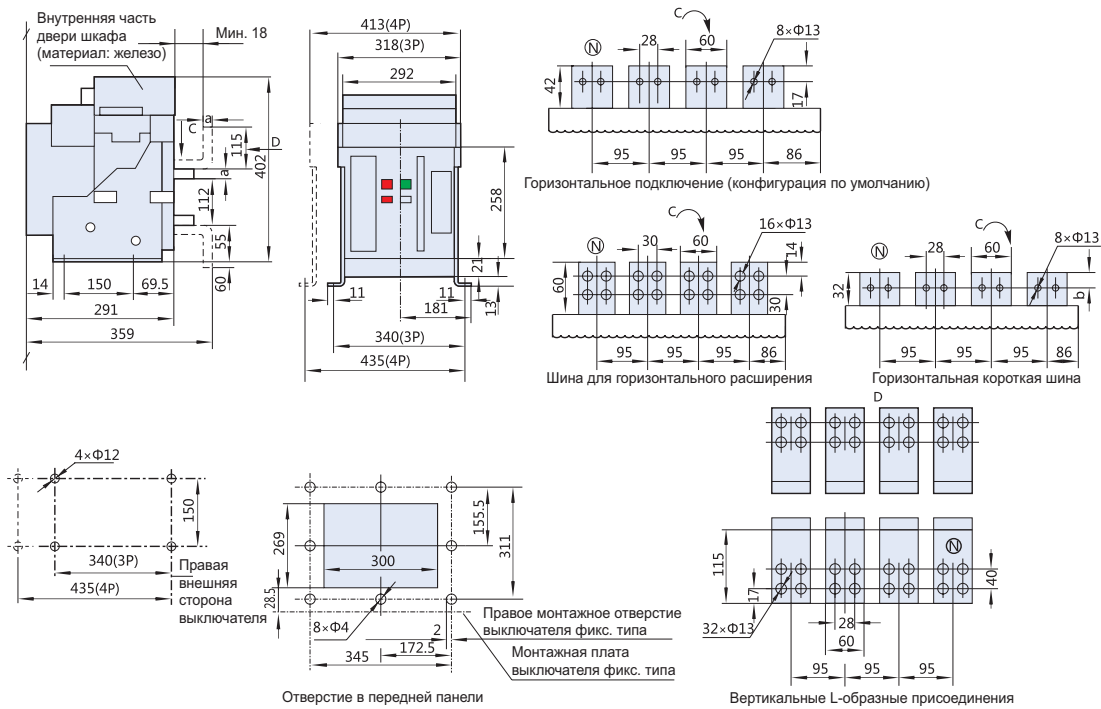 Внутренняя часть
двери шкафа
(материал: железо)
Мин. 18
a
C
115
D
402
a
112
55
60
14
150
69.5
291
359
413(4P)
318(3P)
292
258
21
11
11
13
181
340(3P)
435(4P)
C
N
28
60
8×Φ13
42
17
95
95
95
86
Горизонтальное подключение (конфигурация по умолчанию)
C
N
30
60
16×Φ13
14
60
30
95
95
95
86
Шина для горизонтального расширения
C
N
28
60
8×Φ13
32
b
95
95
95
86
Горизонтальная короткая шина
4×Φ12
150
340(3P)
435(4P)
Правая
внешняя
сторона
выключателя
269
300
155.5
311
28.5
8×Φ4
2
172.5
345
Правое монтажное отверстие
выключателя фикс. типа
Монтажная плата
выключателя фикс. типа
Отверстие в передней панели
D
N
115
17
40
32×Φ13
28
60
95
95
95
Вертикальные L-образные присоединения